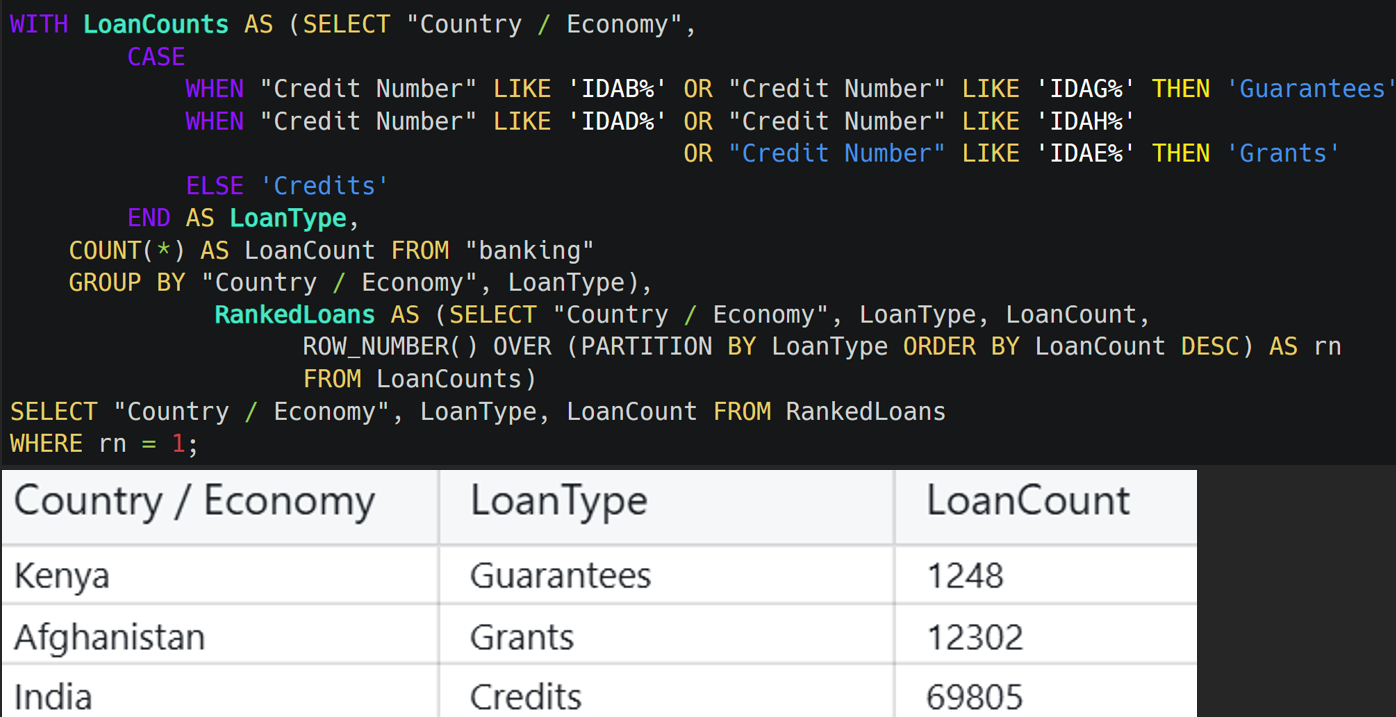 WITH LoanCounts AS (SELECT "Country / Economy",
CASE
WHEN "Credit Number" LIKE 'IDAB%' OR "Credit Number" LIKE 'IDAG%' THEN 'Guarantees'
WHEN "Credit Number" LIKE 'IDAD%' OR "Credit Number" LIKE 'IDAH%'
OR "Credit Number" LIKE 'IDAE%' THEN 'Grants'
ELSE 'Credits'
END AS LoanType,
COUNT(*) AS LoanCount FROM "banking"
GROUP BY "Country / Economy", LoanType),
RankedLoans AS (SELECT "Country / Economy", LoanType, LoanCount,
ROW_NUMBER() OVER (PARTITION BY LoanType ORDER BY LoanCount DESC) AS rn
FROM LoanCounts)
SELECT "Country / Economy", LoanType, LoanCount FROM RankedLoans
WHERE rn = 1;
Country / Economy LoanType LoanCount
Kenya Guarantees 1248
Afghanistan Grants 12302
India Credits 69805